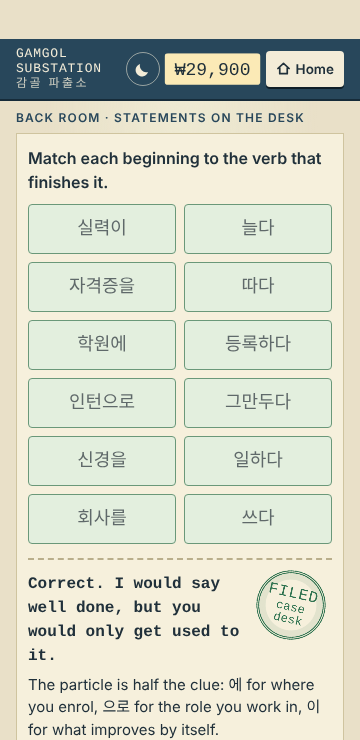 GAMGOL
SUBSTATION
감골 파출소
₩29,900
Home
BACK ROOM · STATEMENTS ON THE DESK
Match each beginning to the verb that
finishes it.
실력이
늘다
자격증을
따다
학원에
등록하다
인턴으로
그만두다
신경을
일하다
회사를
쓰다
Correct. I would say
well done, but you
would only get used to
it.
FILED
case
desk
The particle is half the clue: 에 for where
you enrol, 으로 for the role you work in, 이
for what improves by itself.